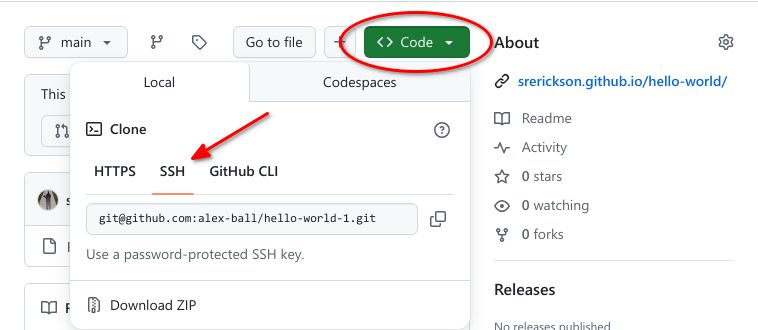 main
Go to file
Code
About
Local
Codespaces
srerickson.github.io/hello-world/
This
Clone
Readme
HTTPS
SSH
GitHub CLI
Activity
0 stars
git@github.com:alex-ball/hello-world-1.git
0 watching
0 forks
Use a password-protected SSH key.
Releases
Download ZIP
No releases published